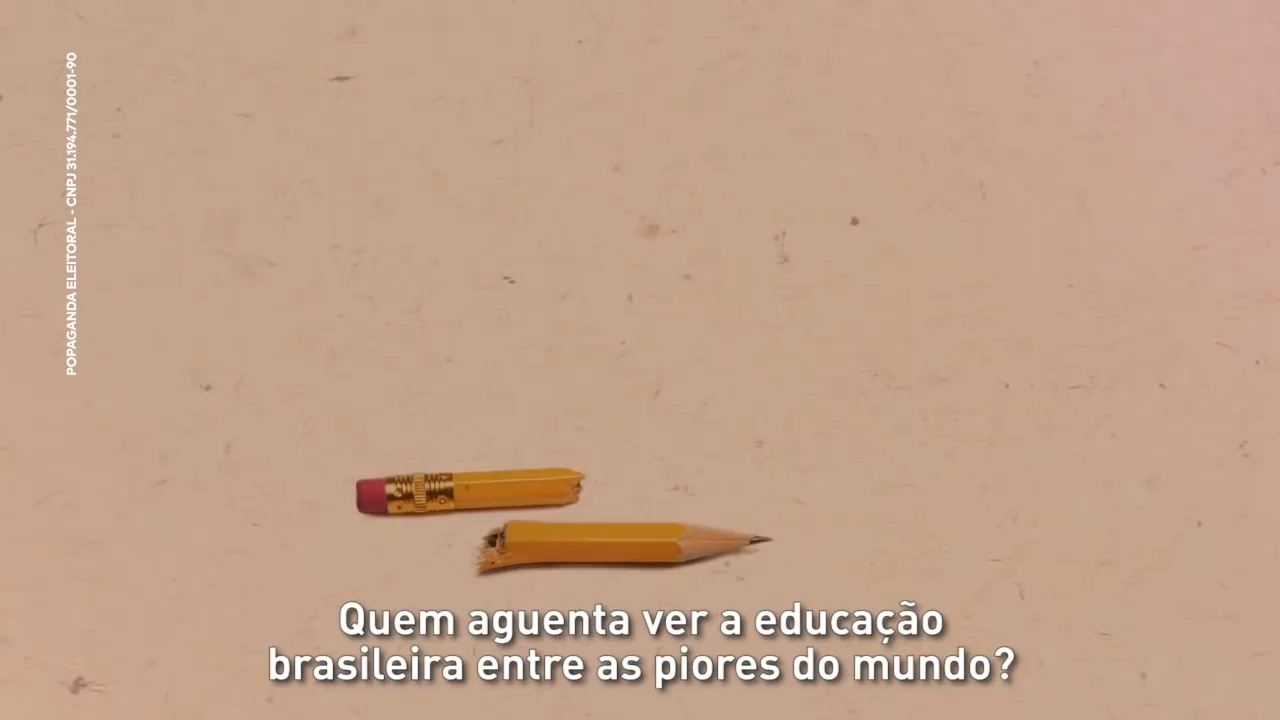 POPAGANDA ELEITORAL - CNPJ 31.194.771/0001-90
Quem aguenta ver a educação
brasileira entre as piores do mundo?